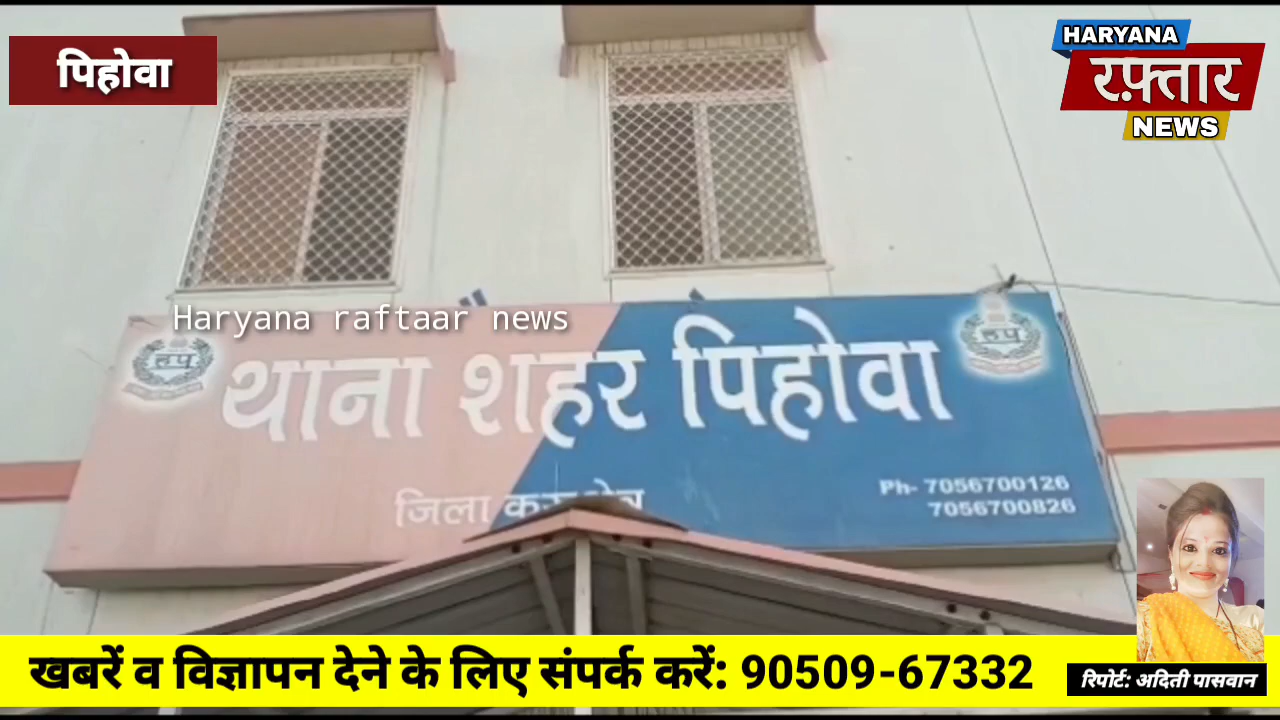 पिहोवा
HARYANA
रफ़्तार
NEWS
Haryana raftaar news
थाना शहर पिहोवा
जिला
Ph- 7056700126
7056700826
खबरें व विज्ञापन देने के लिए संपर्क करें: 90509-67332
रिपोर्ट: अदिती पासवान